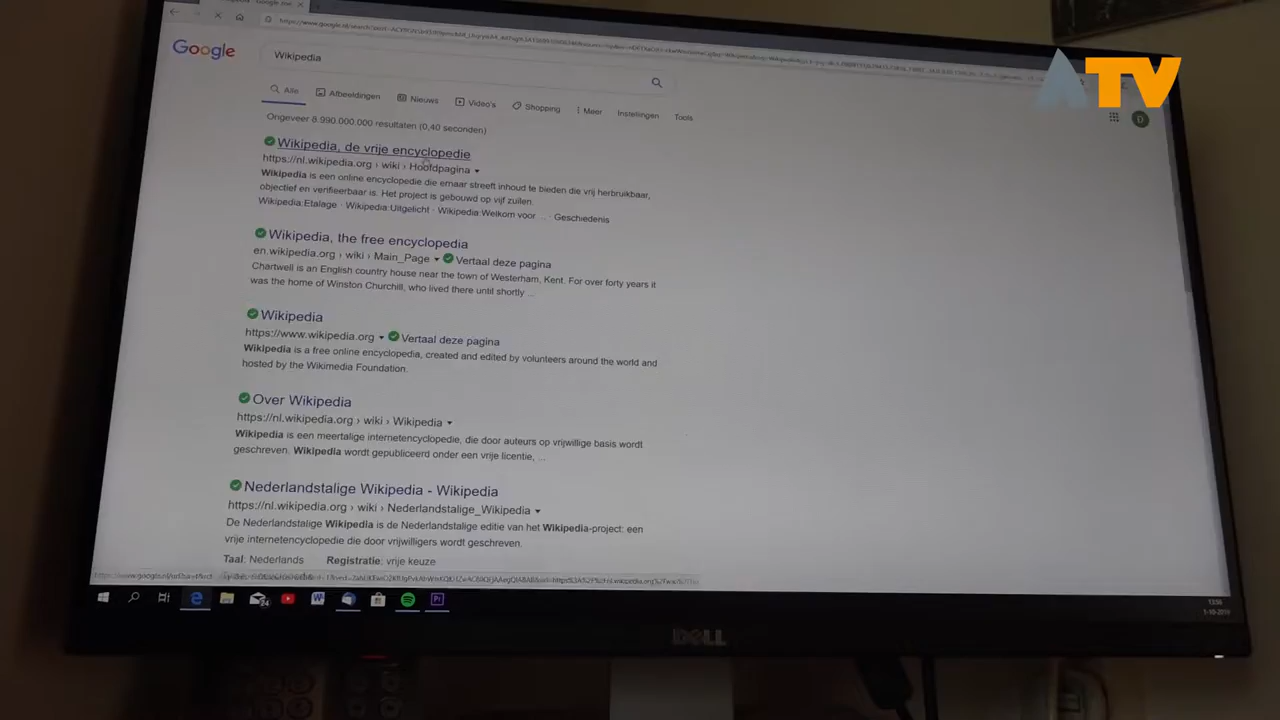 ATV
Google
Wikipedia
Alle Afbeeldingen Nieuws Video's Shopping Meer Instellingen Tools
Ongeveer 8.990.000.000 resultaten (0,40 seconden)
Wikipedia, de vrije encyclopedie
https://nl.wikipedia.org › wiki › Hoofdpagina
Wikipedia is een online encyclopedie die ernaar streeft inhoud te bieden die vrij herbruikbaar,
objectief en verifieerbaar is. Het project is gebouwd op vijf zuilen.
Wikipedia:Etalage · Wikipedia:Uitgelicht · Wikipedia:Welkom voor ... · Geschiedenis
Wikipedia, the free encyclopedia
en.wikipedia.org › wiki › Main_Page Vertaal deze pagina
Chartwell is an English country house near the town of Westerham, Kent. For over forty years it
was the home of Winston Churchill, who lived there until shortly ...
Wikipedia
https://www.wikipedia.org Vertaal deze pagina
Wikipedia is a free online encyclopedia, created and edited by volunteers around the world and
hosted by the Wikimedia Foundation.
Over Wikipedia
https://nl.wikipedia.org › wiki › Wikipedia
Wikipedia is een meertalige internetencyclopedie, die door auteurs op vrijwillige basis wordt
geschreven. Wikipedia wordt gepubliceerd onder een vrije licentie, ...
Nederlandstalige Wikipedia - Wikipedia
https://nl.wikipedia.org › wiki › Nederlandstalige_Wikipedia
De Nederlandstalige Wikipedia is de Nederlandstalige editie van het Wikipedia-project: een
vrije internetencyclopedie die door vrijwilligers wordt geschreven.
Taal: Nederlands Registratie: vrije keuze
24
Pr
13:56
1-10-2019
DELL